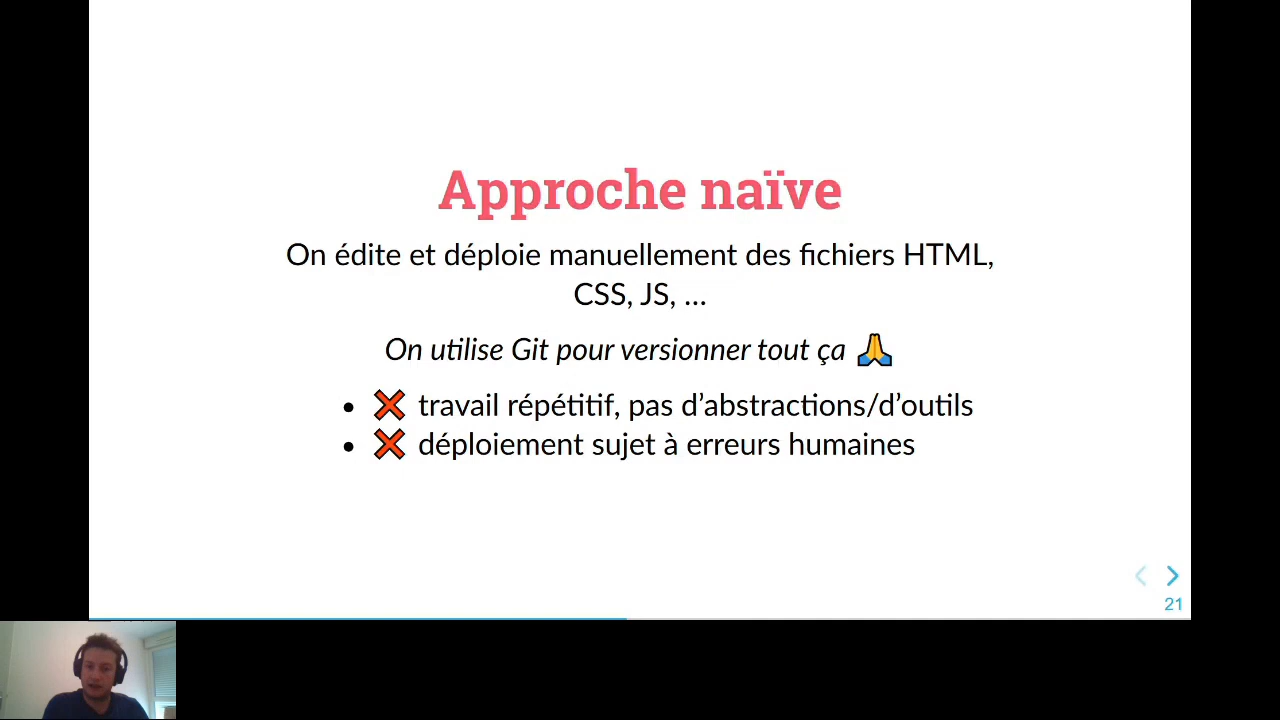 Approche naïve
On édite et déploie manuellement des fichiers HTML,
CSS, JS, ...
On utilise Git pour versionner tout ça 🙏
• ❌ travail répétitif, pas d’abstractions/d’outils
• ❌ déploiement sujet à erreurs humaines
21